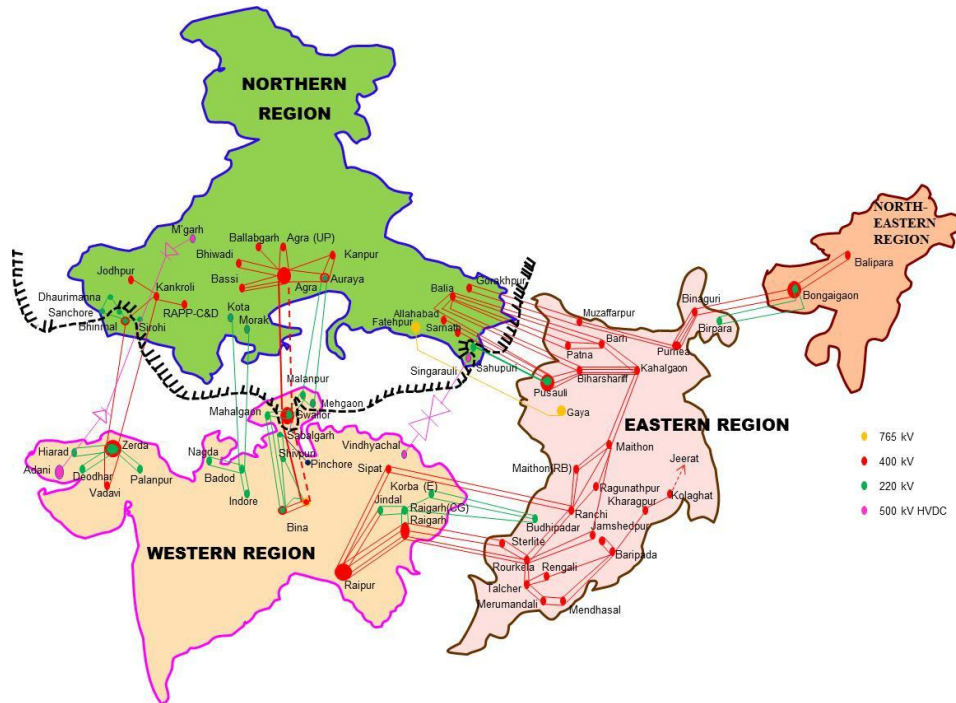 NORTHERN
REGION
M'garh
Ballabgarh
Agra (UP)
Bhiwadi
Kanpur
Jodhpur
Bassi
Agra
Auraya
Kankroli
Dhaurimanna
Sanchore
RAPP-C&D
Bhinmal
Sirohi
Kota
Morak
Gorakhpur
Balia
Allahabad
Fatehpur
Sarnath
Singarauli
Sahupuri
NORTH-
EASTERN
REGION
Balipara
Bongaigaon
Binaguri
Birpara
Muzaffarpur
Barh
Patna
Purnea
Biharshariff
Kahalgaon
Pusauli
Gaya
EASTERN REGION
Maithon
Jeerat
Maithon(RB)
Ragunathpur
Kharagpur
Kolaghat
Ranchi
Jamshedpur
Budhipadar
Sterlite
Baripada
Rourkela
Rengali
Talcher
Merumandali
Mendhasal
Malanpur
Mehgaon
Mahalgaon
Gwalior
Sabalgarh
Shivpuri
Pinchore
Vindhyachal
Nagda
Badod
Indore
Bina
Sipat
Korba (E)
Jindal
Raigarh(CG)
Raigarh
Raipur
Hiarad
Zerda
Adani
Deodhar
Palanpur
Vadavi
WESTERN REGION
765 kV
400 kV
220 kV
500 kV HVDC